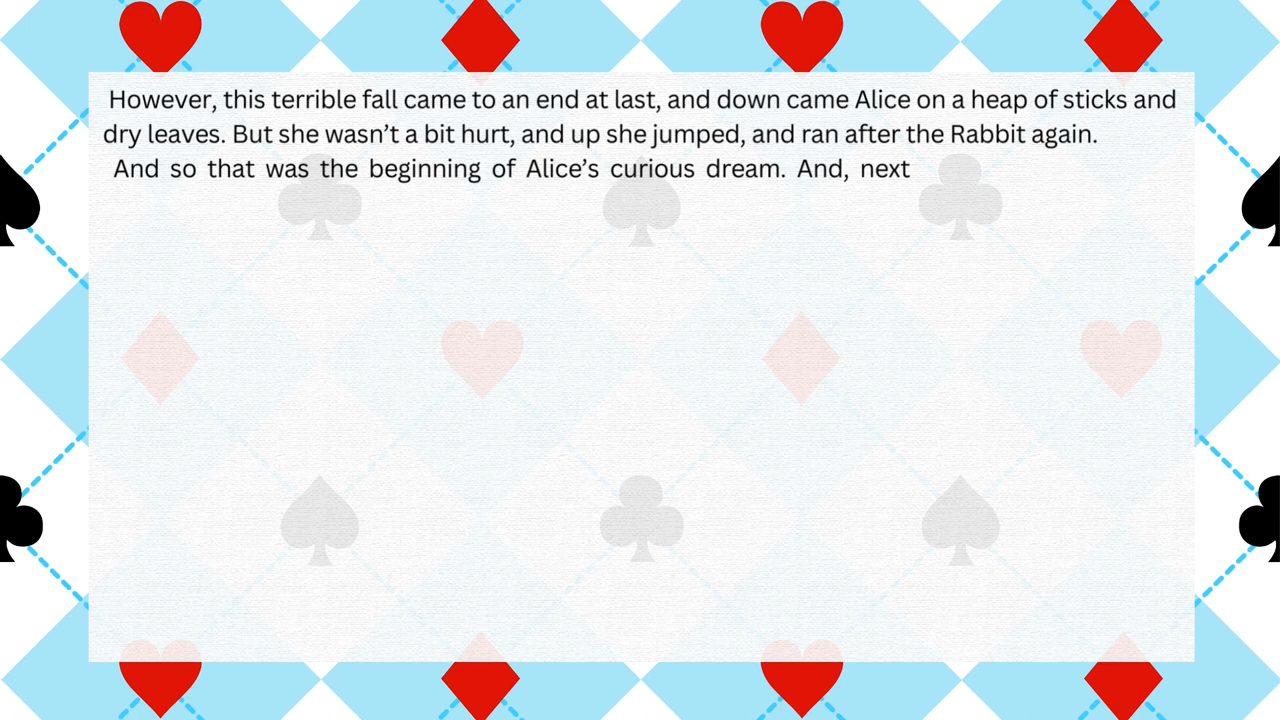 However, this terrible fall came to an end at last, and down came Alice on a heap of sticks and
dry leaves. But she wasn’t a bit hurt, and up she jumped, and ran after the Rabbit again.
And so that was the beginning of Alice’s curious dream. And, next